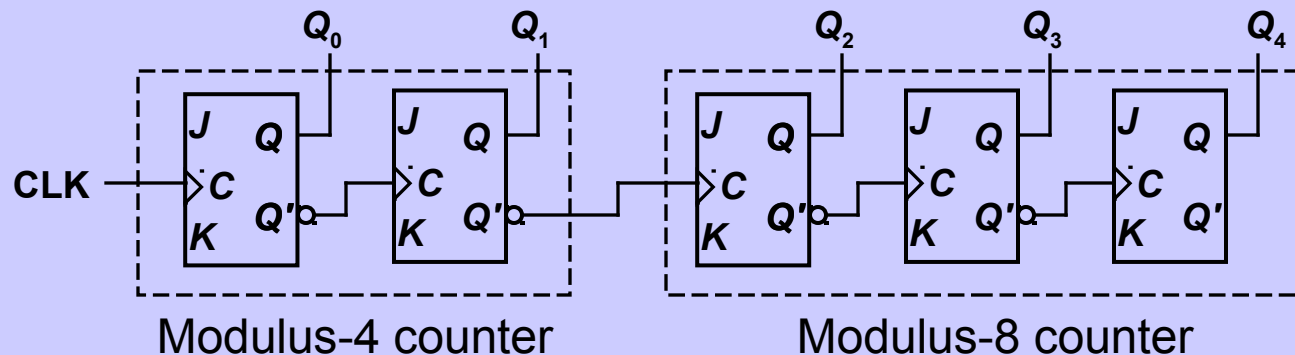 Q₀ Q₁ Q₂ Q₃ Q₄
J Q J Q J Q J Q J Q
CLK C C C C C
K Q' K Q' K Q' K Q' K Q'
Modulus-4 counter Modulus-8 counter